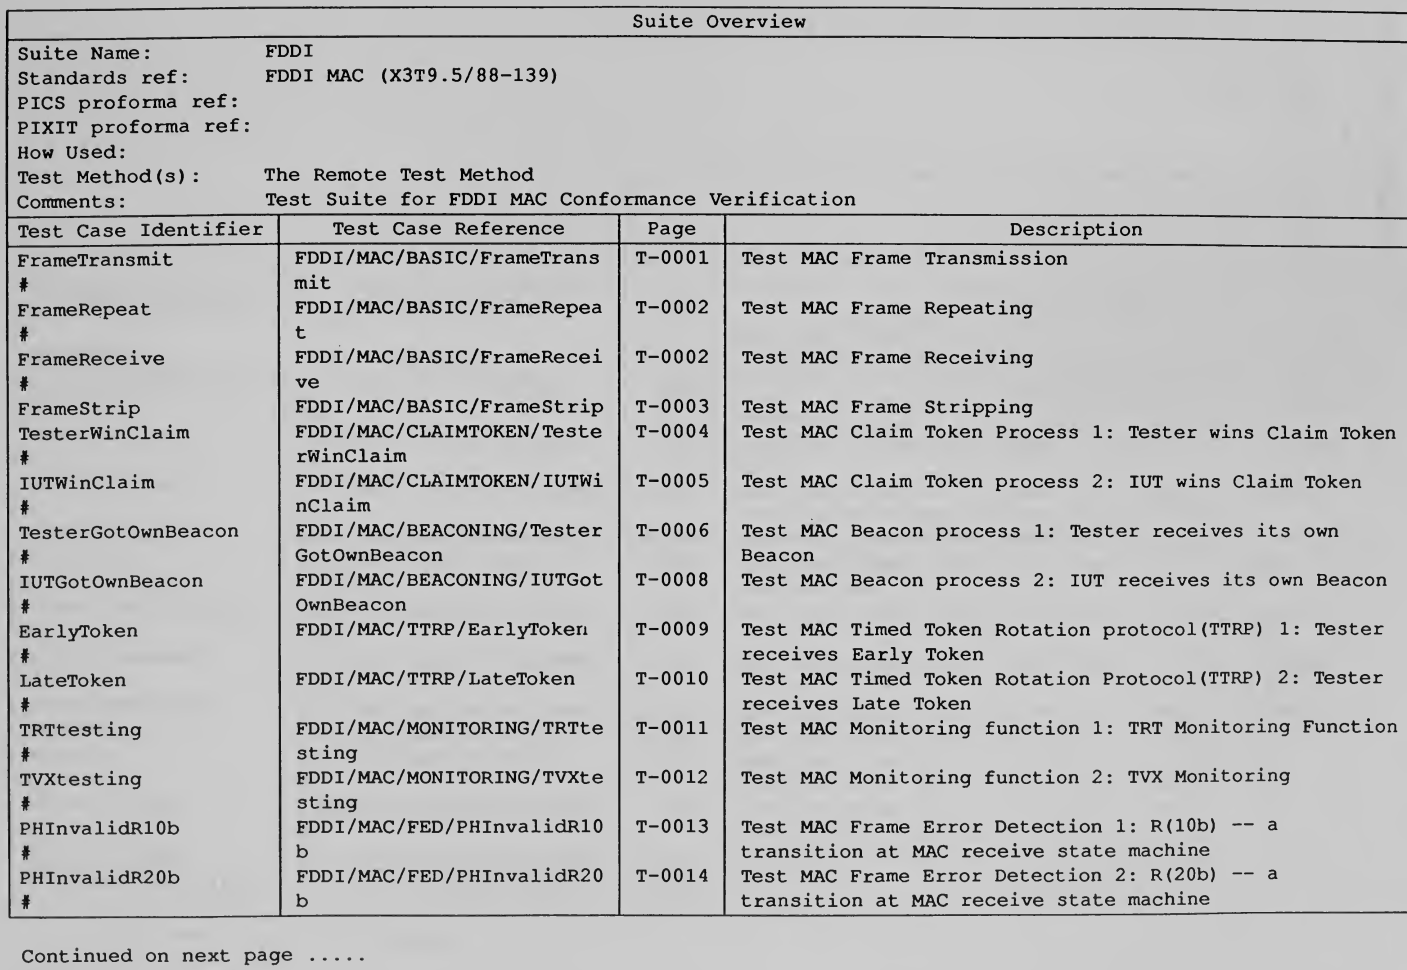 Suite Overview
Suite Name: FDDI
Standards ref: FDDI MAC (X3T9.5/88-139)
PICS proforma ref:
PIXIT proforma ref:
How Used:
Test Method(s): The Remote Test Method
Comments: Test Suite for FDDI MAC Conformance Verification
Test Case Identifier Test Case Reference Page Description
FrameTransmit FDDI/MAC/BASIC/FrameTrans T-0001 Test MAC Frame Transmission
# mit
FrameRepeat FDDI/MAC/BASIC/FrameRepea T-0002 Test MAC Frame Repeating
# t
FrameReceive FDDI/MAC/BASIC/FrameRecei T-0002 Test MAC Frame Receiving
# ve
FrameStrip FDDI/MAC/BASIC/FrameStrip T-0003 Test MAC Frame Stripping
TesterWinClaim FDDI/MAC/CLAIMTOKEN/Teste T-0004 Test MAC Claim Token Process 1: Tester wins Claim Token
# rWinClaim
IUTWinClaim FDDI/MAC/CLAIMTOKEN/IUTWi T-0005 Test MAC Claim Token process 2: IUT wins Claim Token
# nClaim
TesterGotOwnBeacon FDDI/MAC/BEACONING/Tester T-0006 Test MAC Beacon process 1: Tester receives its own
# GotOwnBeacon Beacon
IUTGotOwnBeacon FDDI/MAC/BEACONING/IUTGot T-0008 Test MAC Beacon process 2: IUT receives its own Beacon
# OwnBeacon
EarlyToken FDDI/MAC/TTRP/EarlyToken T-0009 Test MAC Timed Token Rotation protocol(TTRP) 1: Tester
# receives Early Token
LateToken FDDI/MAC/TTRP/LateToken T-0010 Test MAC Timed Token Rotation Protocol(TTRP) 2: Tester
# receives Late Token
TRTtesting FDDI/MAC/MONITORING/TRTte T-0011 Test MAC Monitoring function 1: TRT Monitoring Function
# sting
TVXtesting FDDI/MAC/MONITORING/TVXte T-0012 Test MAC Monitoring function 2: TVX Monitoring
# sting
PHInvalidR10b FDDI/MAC/FED/PHInvalidR10 T-0013 Test MAC Frame Error Detection 1: R(10b) -- a
# b transition at MAC receive state machine
PHInvalidR20b FDDI/MAC/FED/PHInvalidR20 T-0014 Test MAC Frame Error Detection 2: R(20b) -- a
# b transition at MAC receive state machine
Continued on next page .....